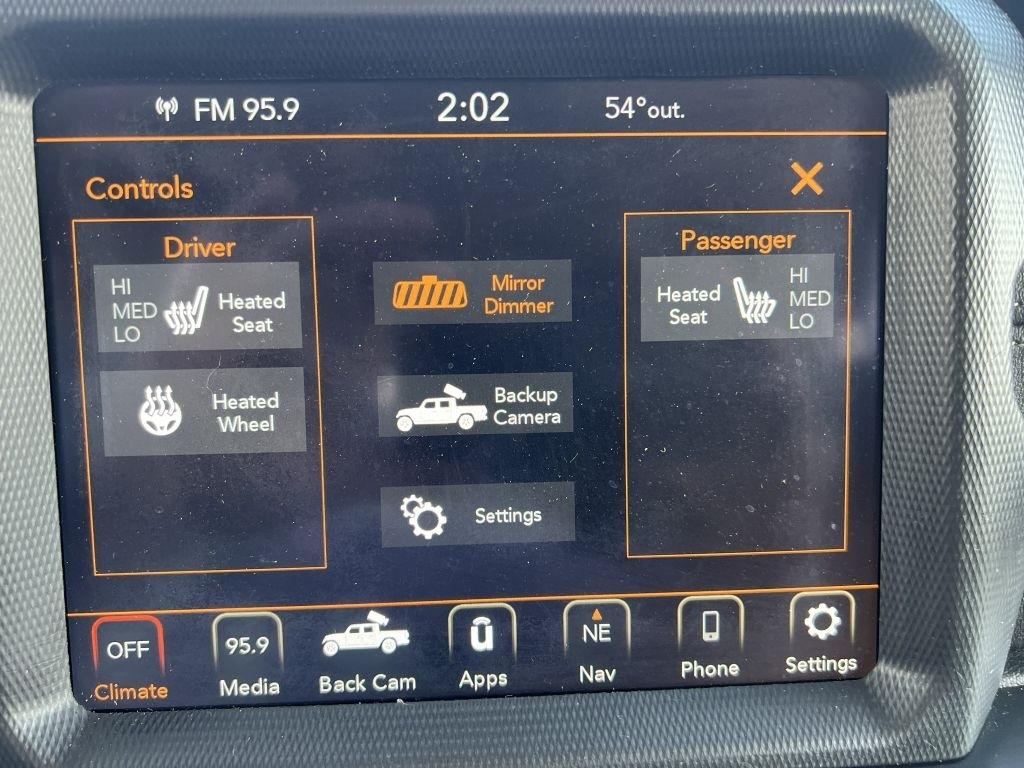 FM 95.9 2:02 54°out.
Controls
Driver
HI
MED
LO
Heated
Seat
Heated
Wheel
Mirror
Dimmer
Backup
Camera
Settings
Passenger
Heated
Seat
HI
MED
LO
OFF
Climate
95.9
Media
Back Cam
Apps
NE
Nav
Phone
Settings